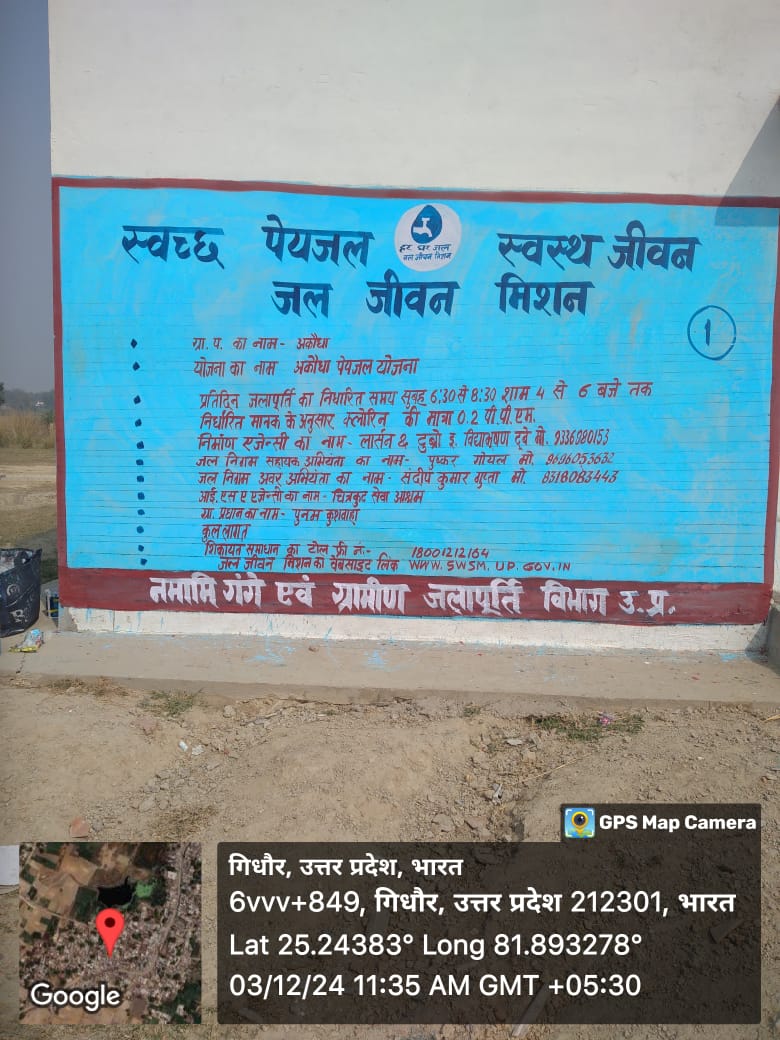 स्वच्छ पेयजल स्वस्थ जीवन
हर घर जल
जल जीवन मिशन
जल जीवन मिशन
1
ग्रा. प. का नाम- अकौधा
योजना का नाम अकौधा पेयजल योजना
प्रतिदिन जलापूर्ति का निर्धारित समय सुबह 6:30 से 8:30 शाम 4 से 6 बजे तक
निर्धारित मानक के अनुसार क्लोरिन की मात्रा 0.2 पी.पी.एम.
निर्माण एजेन्सी का नाम- लार्सन & टुब्रो इ. विद्याभूषण दूबे मो. 9336980153
जल निगम सहायक अभियंता का नाम- पुष्कर गोयल मो. 9696053632
जल निगम अवर अभियंता का नाम - संदीप कुमार गुप्ता मो. 8318083443
आई.एस ए एजेन्सी का नाम- चित्रकुट सेवा आश्रम
ग्रा. प्रधान का नाम- पुनम कुशवाहा
कुल लागत
शिकायत समाधान का टोल फ्री नं:- 18001212164
जल जीवन मिशन की वेबसाइट लिंक WWW.SWSM.UP.GOV.IN
नमामि गंगे एवं ग्रामीण जलापूर्ति विभाग उ.प्र.
GPS Map Camera
गिधौर, उत्तर प्रदेश, भारत
6vvv+849, गिधौर, उत्तर प्रदेश 212301, भारत
Lat 25.24383° Long 81.893278°
03/12/24 11:35 AM GMT +05:30
Google